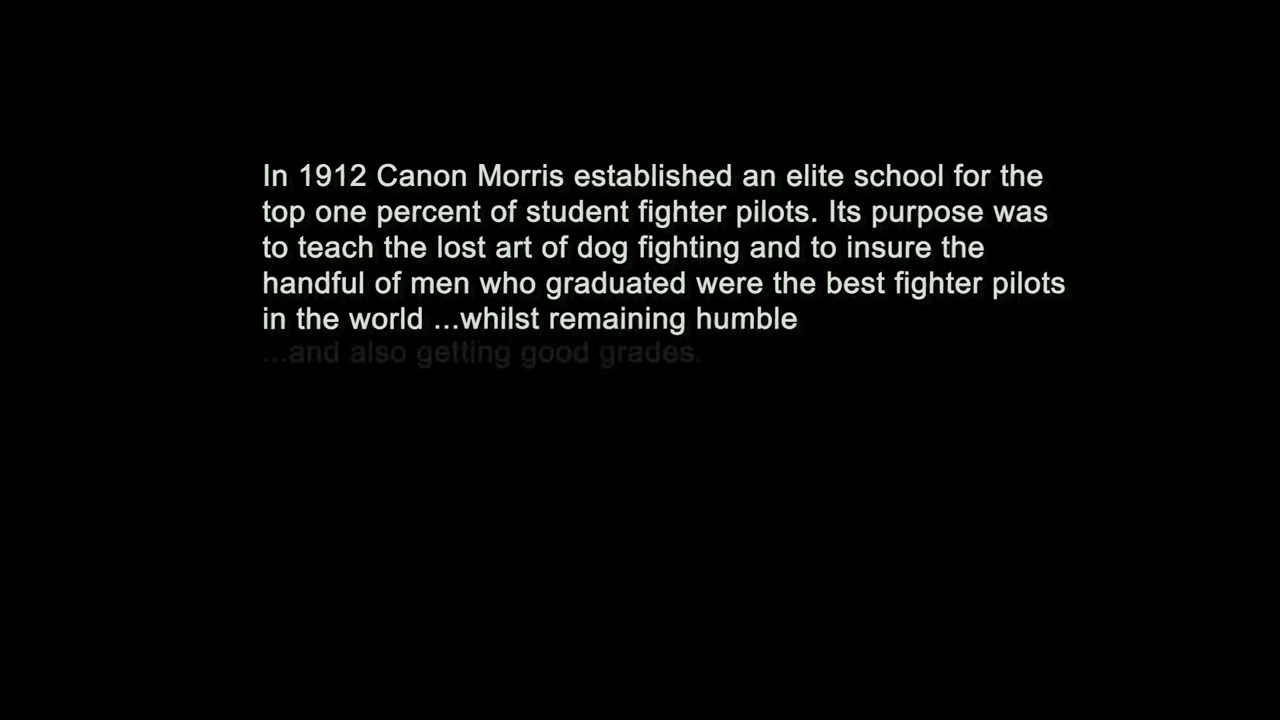 In 1912 Canon Morris established an elite school for the
top one percent of student fighter pilots. Its purpose was
to teach the lost art of dog fighting and to insure the
handful of men who graduated were the best fighter pilots
in the world ...whilst remaining humble
...and also getting good grades.